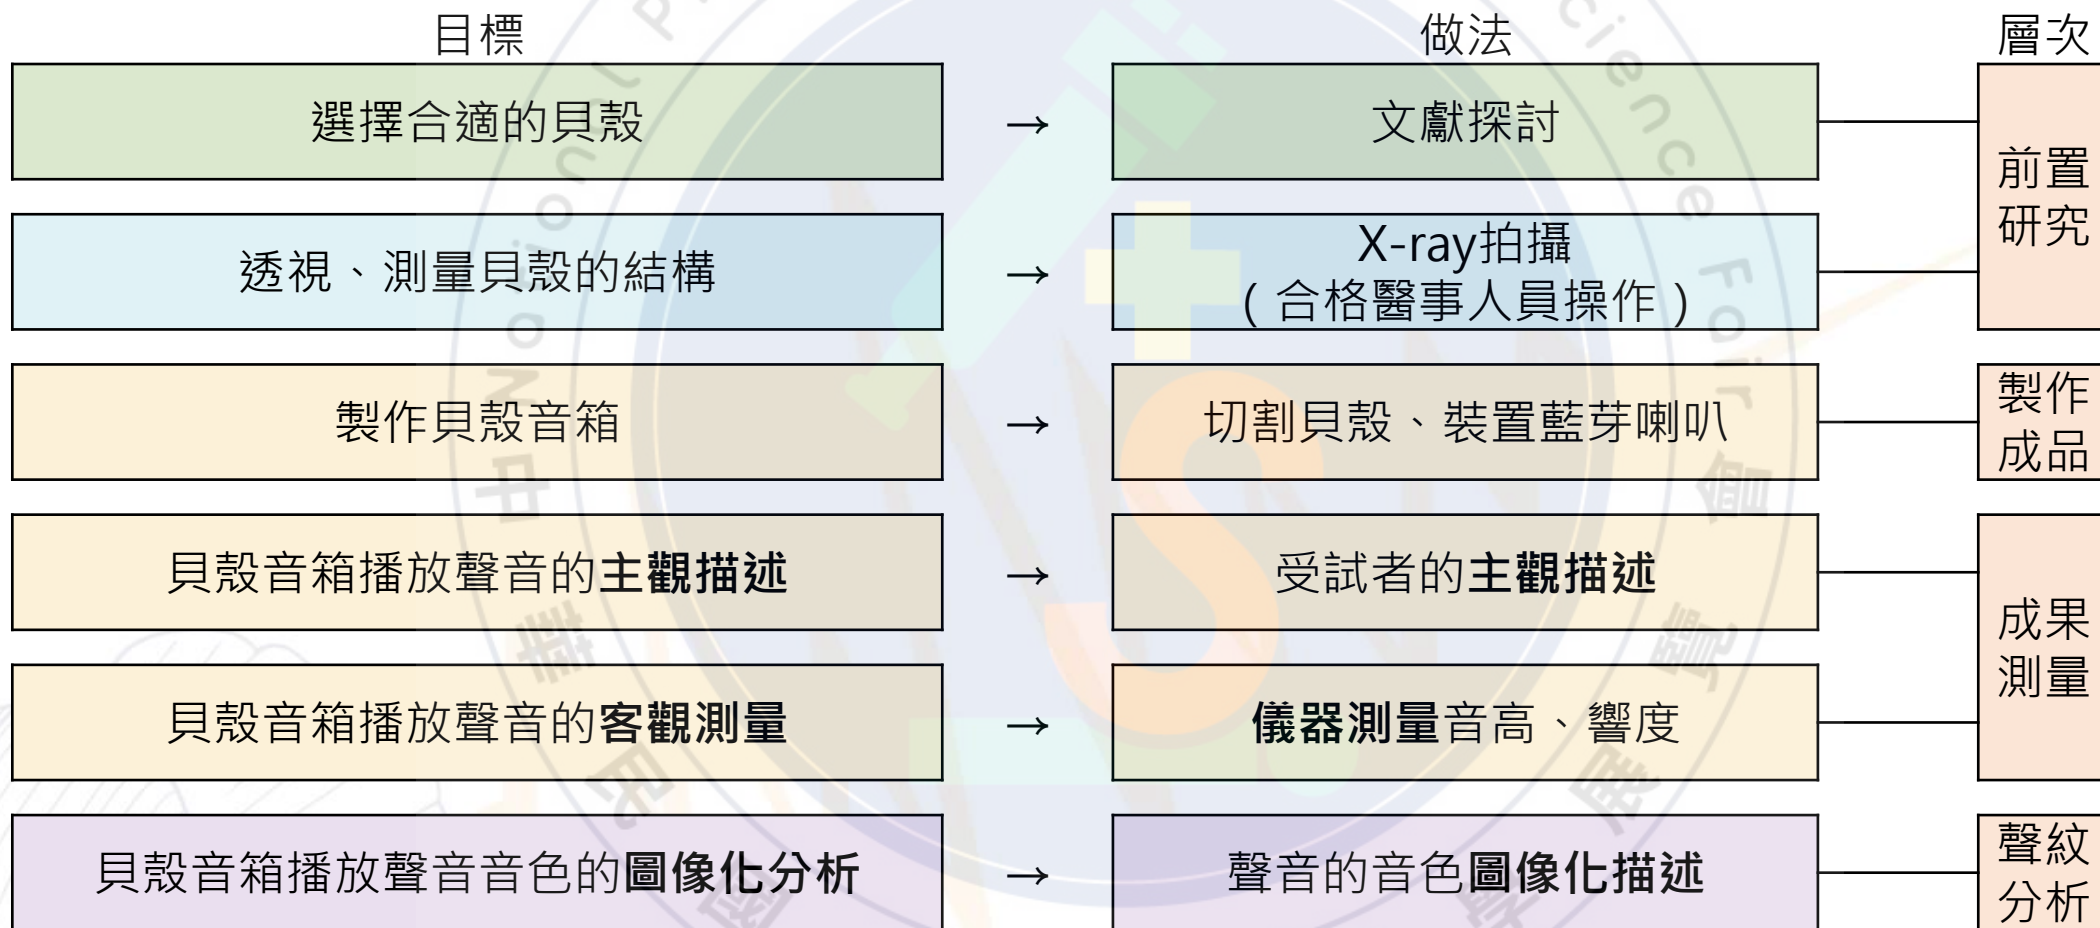 目標 做法 層次
選擇合適的貝殼 → 文獻探討
前置
研究
透視、測量貝殼的結構 → X-ray拍攝
(合格醫事人員操作)
製作貝殼音箱 → 切割貝殼、裝置藍芽喇叭
製作
成品
貝殼音箱播放聲音的主觀描述 → 受試者的主觀描述
成果
測量
貝殼音箱播放聲音的客觀測量 → 儀器測量音高、響度
貝殼音箱播放聲音音色的圖像化分析 → 聲音的音色圖像化描述
聲紋
分析